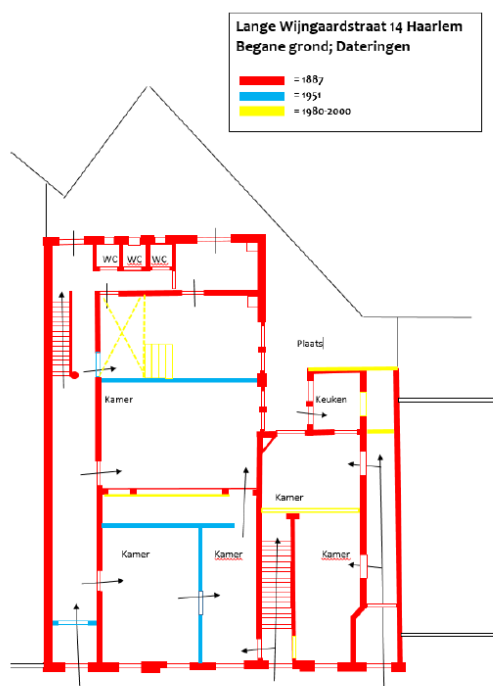 Lange Wijngaardstraat 14 Haarlem
Begane grond; Dateringen
= 1887
= 1951
= 1980-2000
WC WC WC
Plaats
Keuken
Kamer
Kamer
Kamer Kamer Kamer